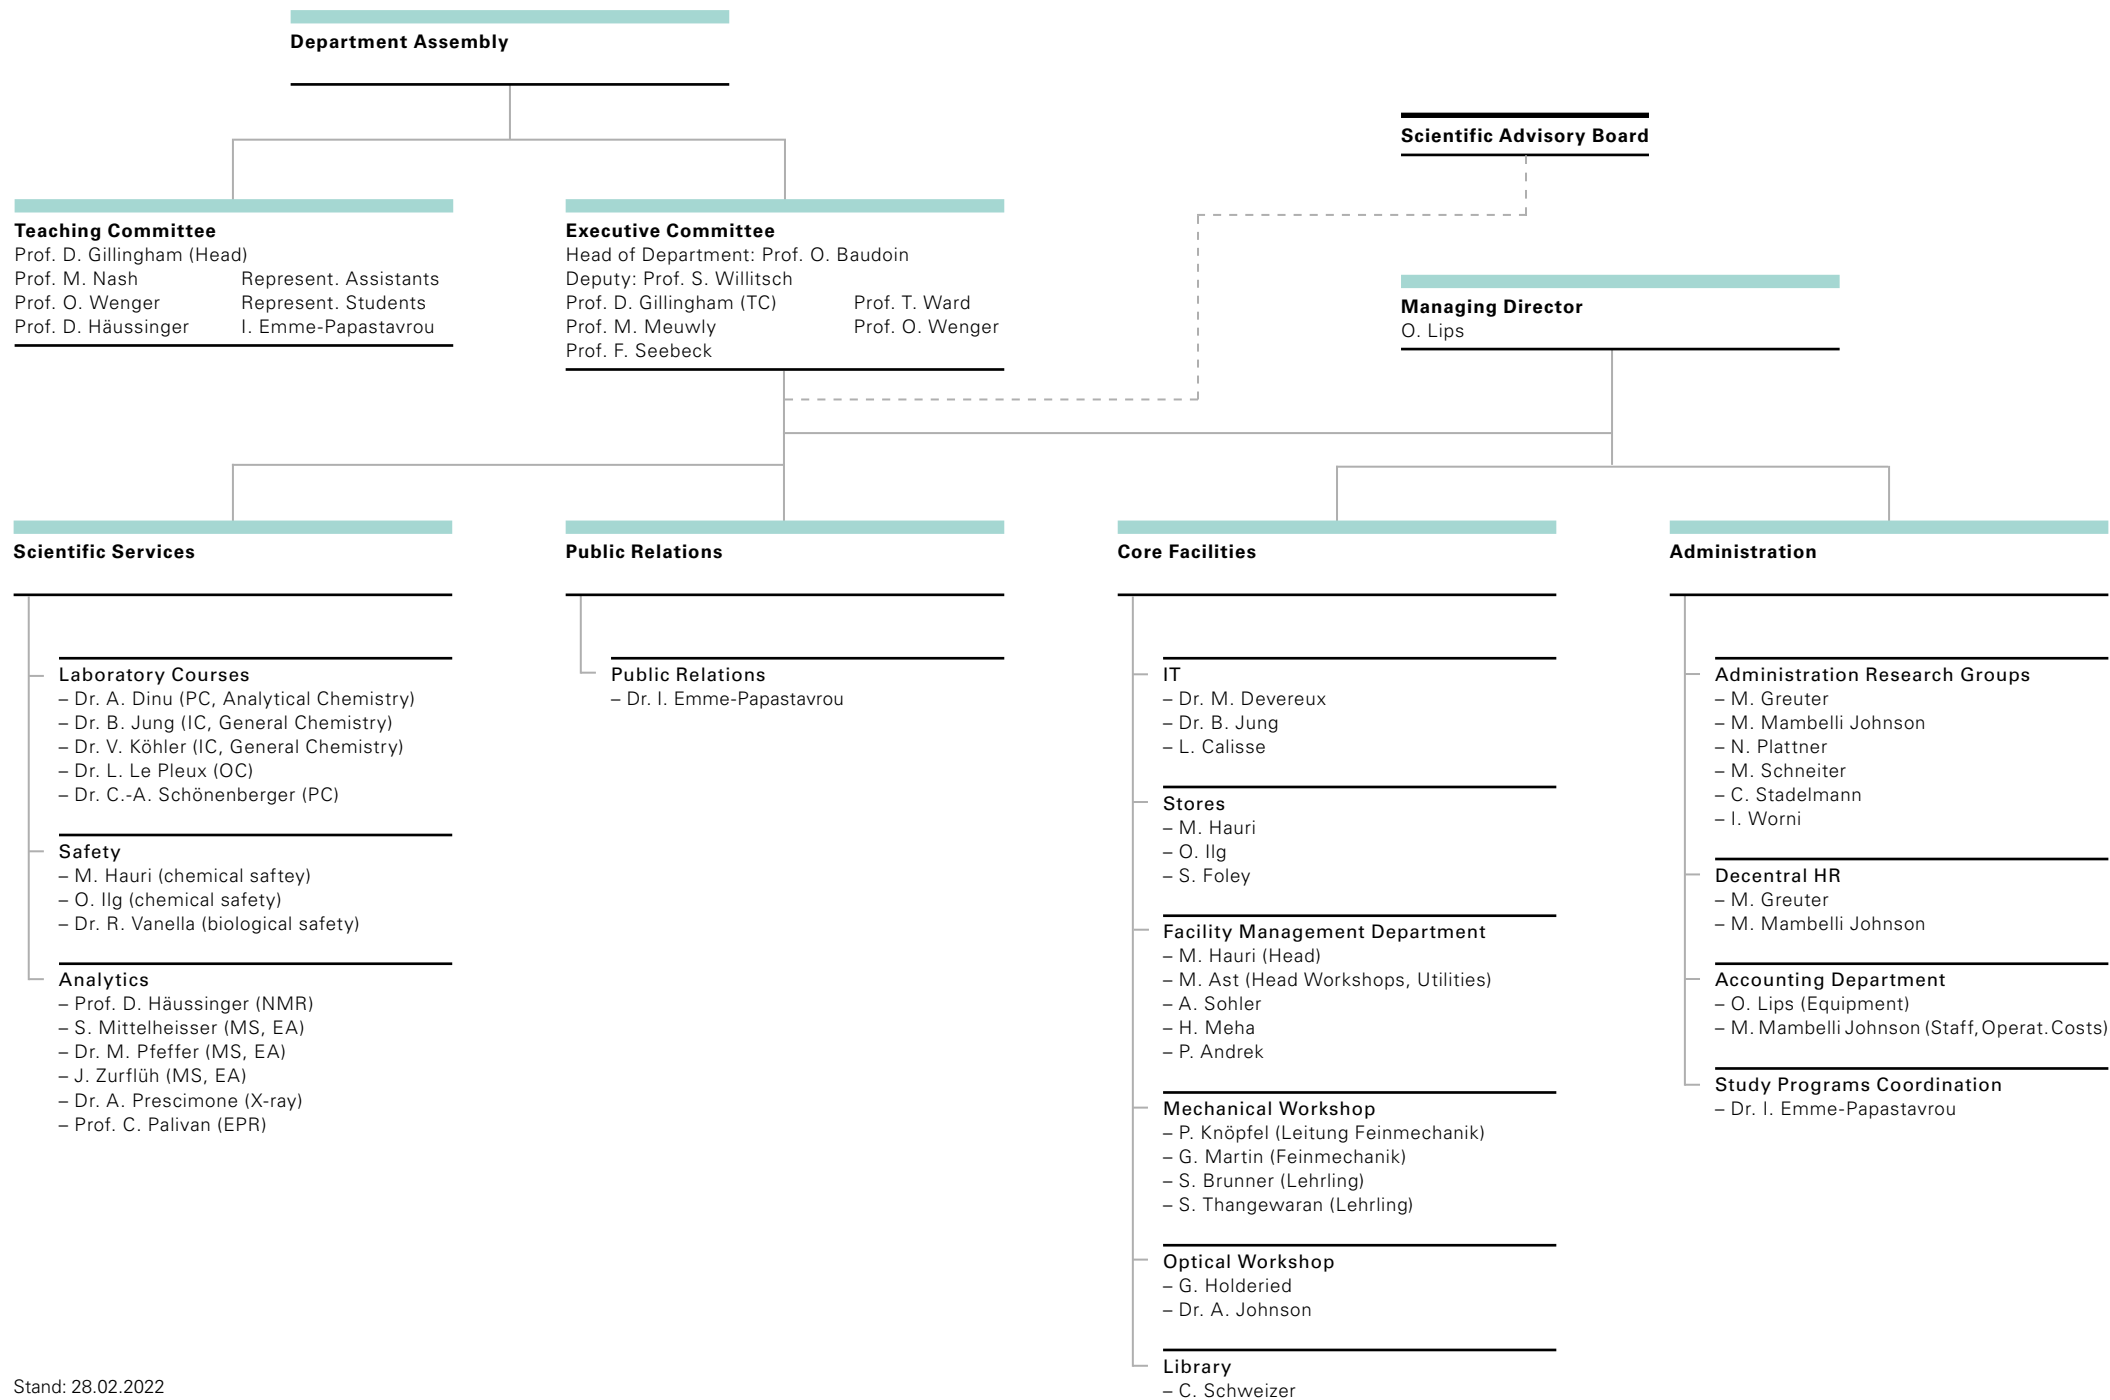 Department Assembly
Scientific Advisory Board
Teaching Committee
Prof. D. Gillingham (Head)
Prof. M. Nash Represent. Assistants
Prof. O. Wenger Represent. Students
Prof. D. Häussinger I. Emme-Papastavrou
Executive Committee
Head of Department: Prof. O. Baudoin
Deputy: Prof. S. Willitsch
Prof. D. Gillingham (TC) Prof. T. Ward
Prof. M. Meuwly Prof. O. Wenger
Prof. F. Seebeck
Managing Director
O. Lips
Scientific Services
Laboratory Courses
– Dr. A. Dinu (PC, Analytical Chemistry)
– Dr. B. Jung (IC, General Chemistry)
– Dr. V. Köhler (IC, General Chemistry)
– Dr. L. Le Pleux (OC)
– Dr. C.-A. Schönenberger (PC)
Safety
– M. Hauri (chemical saftey)
– O. Ilg (chemical safety)
– Dr. R. Vanella (biological safety)
Analytics
– Prof. D. Häussinger (NMR)
– S. Mittelheisser (MS, EA)
– Dr. M. Pfeffer (MS, EA)
– J. Zurflüh (MS, EA)
– Dr. A. Prescimone (X-ray)
– Prof. C. Palivan (EPR)
Public Relations
Public Relations
– Dr. I. Emme-Papastavrou
Core Facilities
IT
– Dr. M. Devereux
– Dr. B. Jung
– L. Calisse
Stores
– M. Hauri
– O. Ilg
– S. Foley
Facility Management Department
– M. Hauri (Head)
– M. Ast (Head Workshops, Utilities)
– A. Sohler
– H. Meha
– P. Andrek
Mechanical Workshop
– P. Knöpfel (Leitung Feinmechanik)
– G. Martin (Feinmechanik)
– S. Brunner (Lehrling)
– S. Thangewaran (Lehrling)
Optical Workshop
– G. Holderied
– Dr. A. Johnson
Library
– C. Schweizer
Administration
Administration Research Groups
– M. Greuter
– M. Mambelli Johnson
– N. Plattner
– M. Schneiter
– C. Stadelmann
– I. Worni
Decentral HR
– M. Greuter
– M. Mambelli Johnson
Accounting Department
– O. Lips (Equipment)
– M. Mambelli Johnson (Staff, Operat. Costs)
Study Programs Coordination
– Dr. I. Emme-Papastavrou
Stand: 28.02.2022